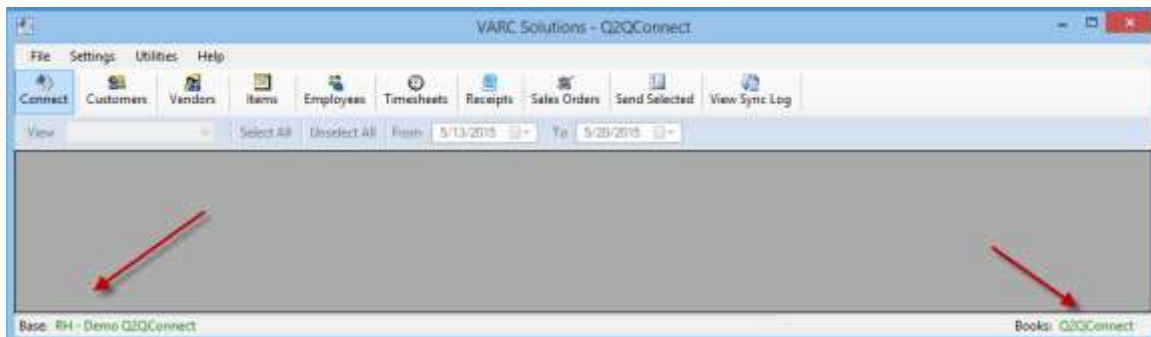 VARC Solutions - Q2QConnect
File Settings Utilities Help
Connect Customers Vendors Items Employees Timesheets Receipts Sales Orders Send Selected View Sync Log
View Select All Unselect All From 5/13/2015 To 5/20/2015
Base: RH - Demo Q2QConnect Books: Q2QConnect